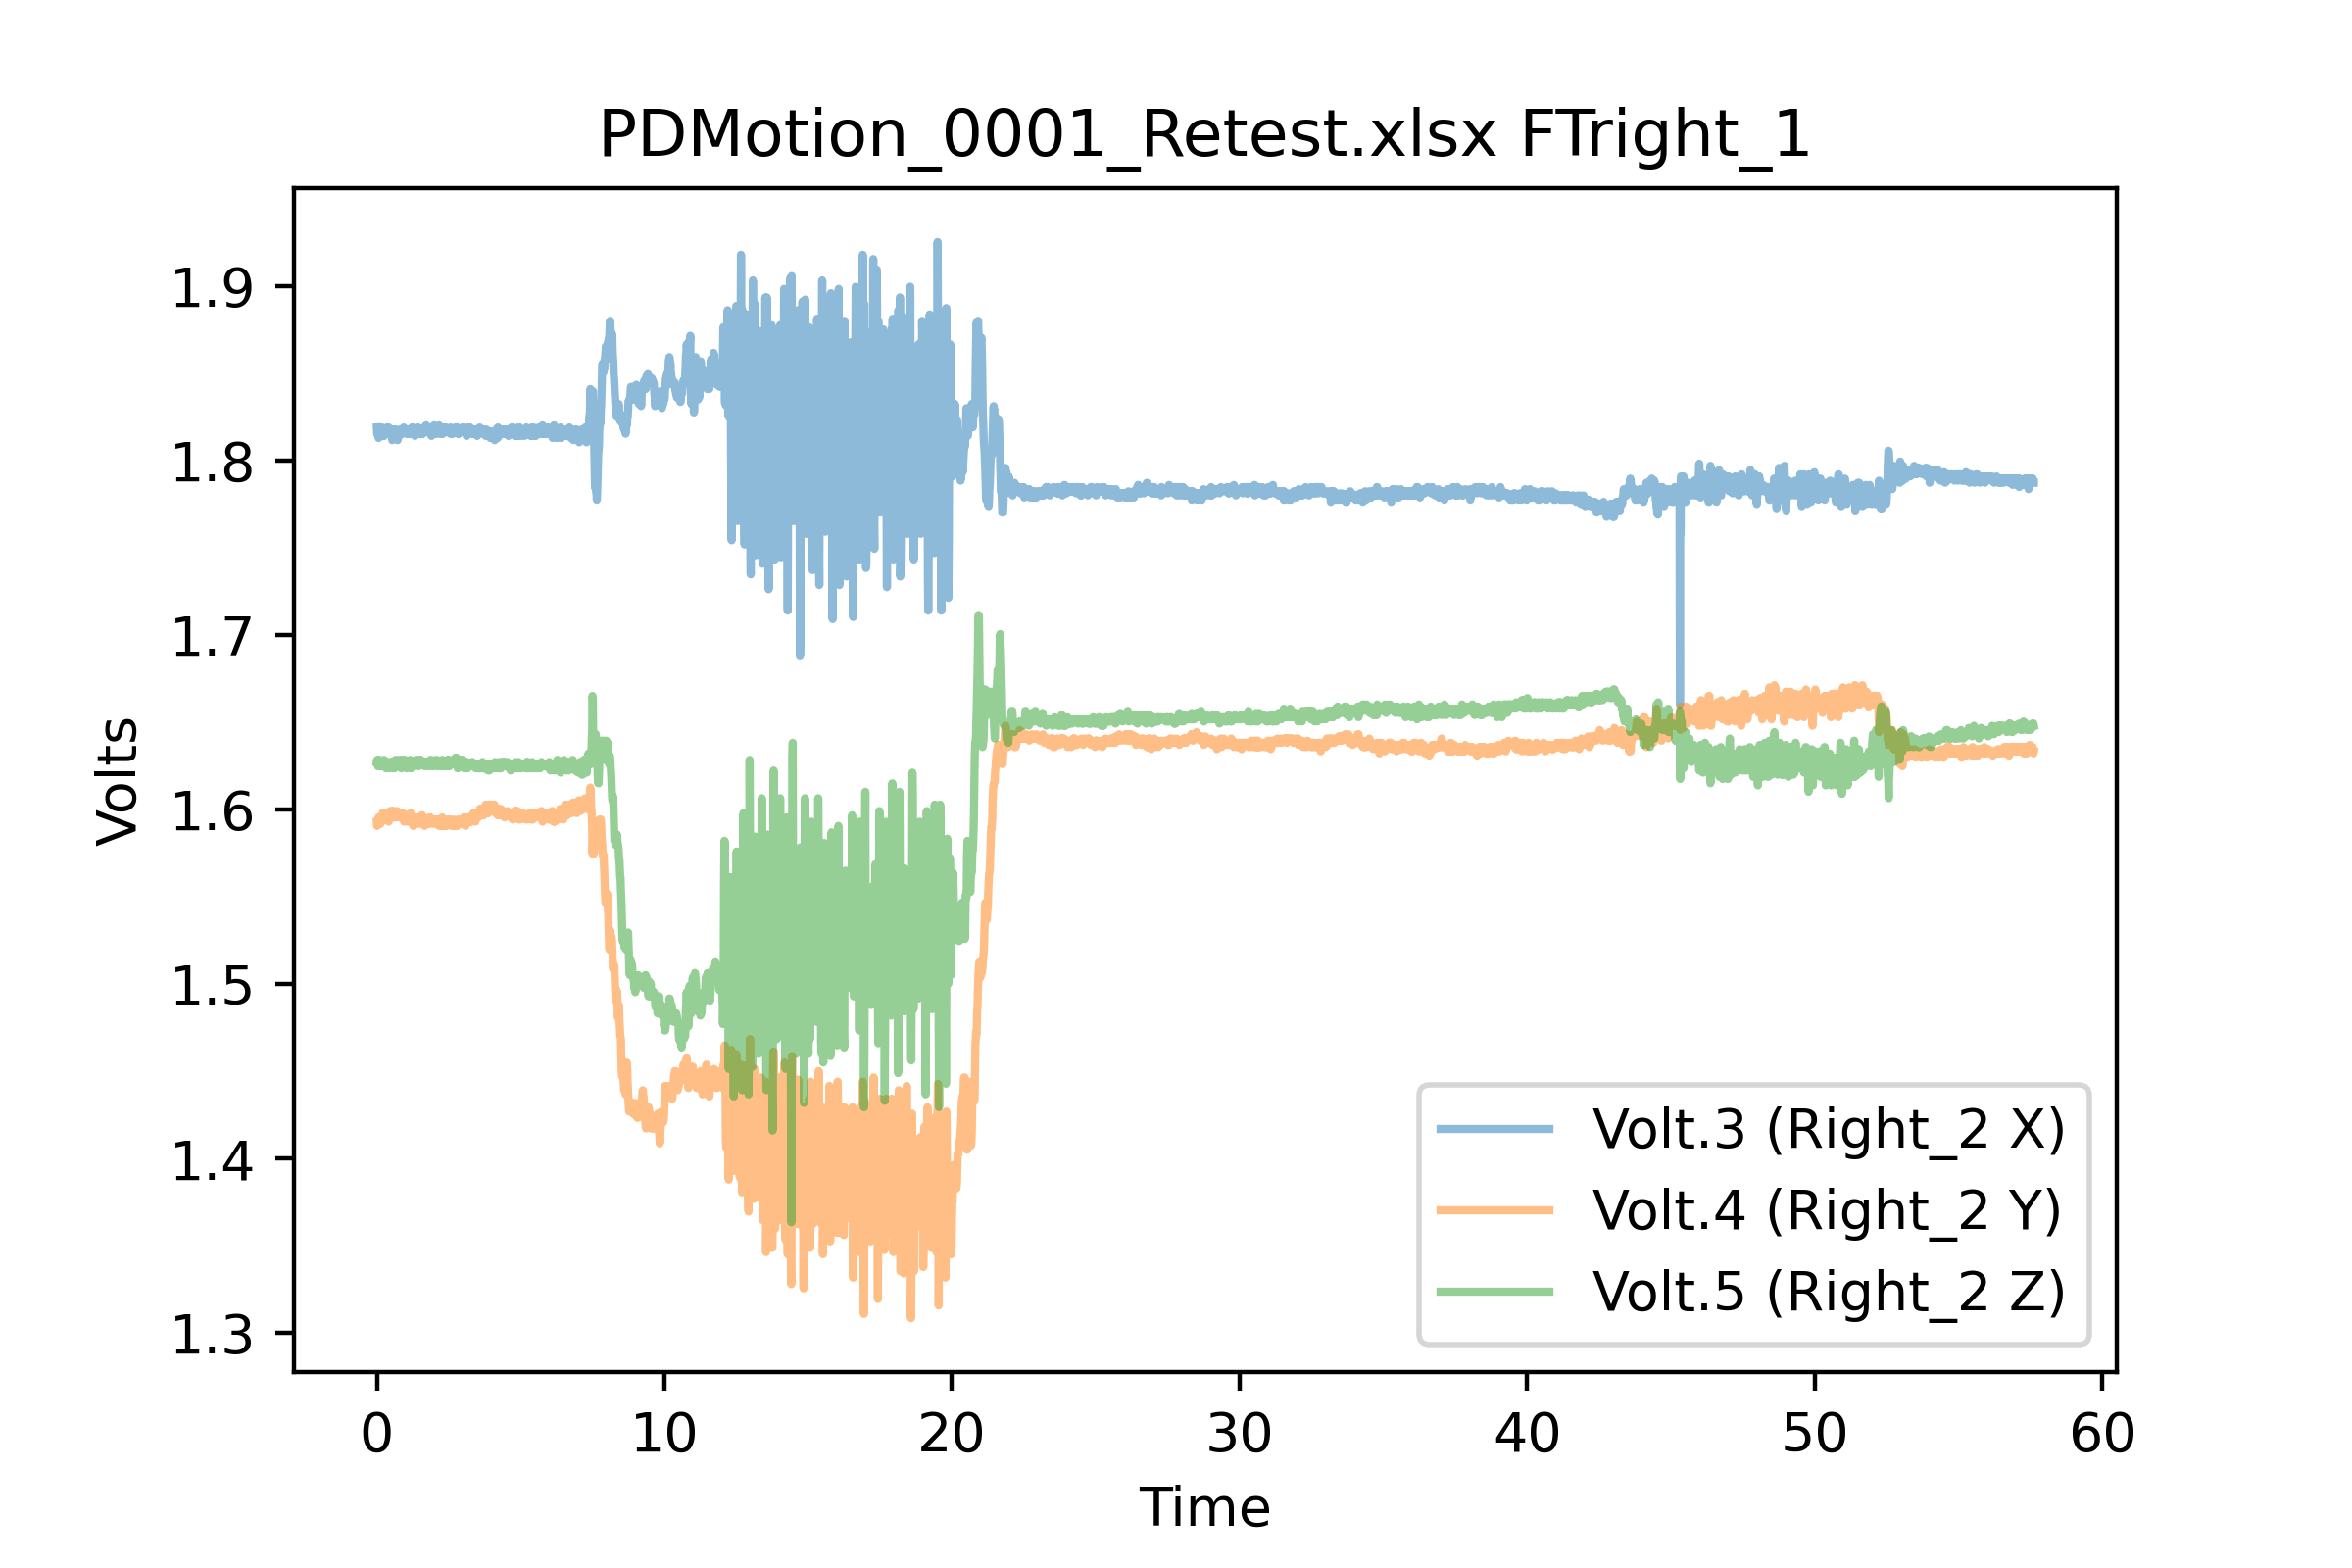 PDMotion_0001_Retest.xlsx FTright_1
Volts
1.9
1.8
1.7
1.6
1.5
1.4
1.3
Volt.3 (Right_2 X)
Volt.4 (Right_2 Y)
Volt.5 (Right_2 Z)
0 10 20 30 40 50 60
Time